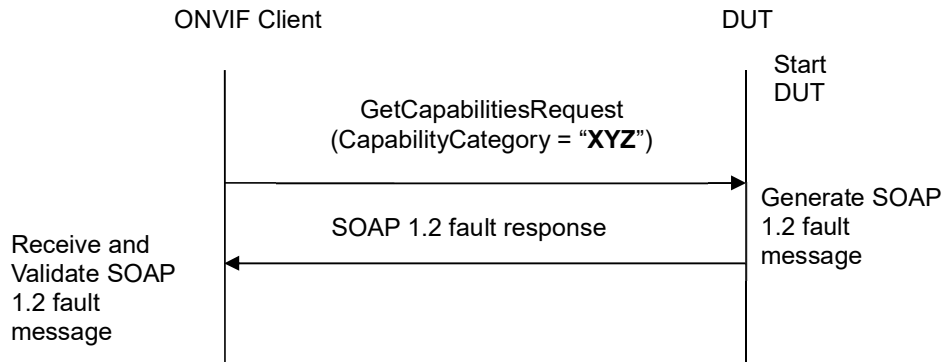 ONVIF Client
DUT
Start
DUT
GetCapabilitiesRequest
(CapabilityCategory = “XYZ”)
Generate SOAP
1.2 fault
message
SOAP 1.2 fault response
Receive and
Validate SOAP
1.2 fault
message